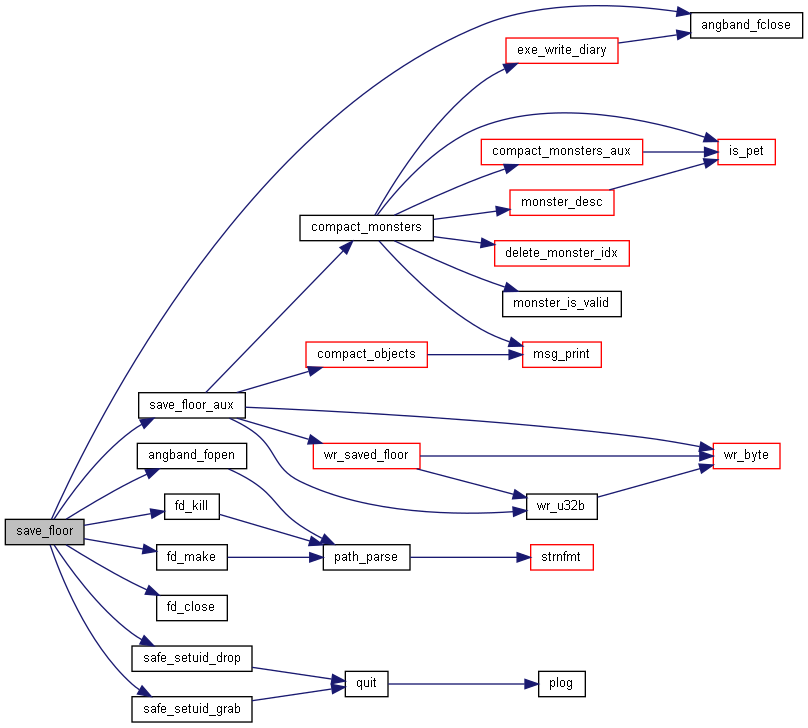 angband_fclose
exe_write_diary
compact_monsters_aux
is_pet
monster_desc
compact_monsters
delete_monster_idx
monster_is_valid
compact_objects
msg_print
save_floor_aux
angband_fopen
wr_saved_floor
wr_byte
fd_kill
wr_u32b
save_floor
fd_make
path_parse
strnfmt
fd_close
safe_setuid_drop
quit
plog
safe_setuid_grab